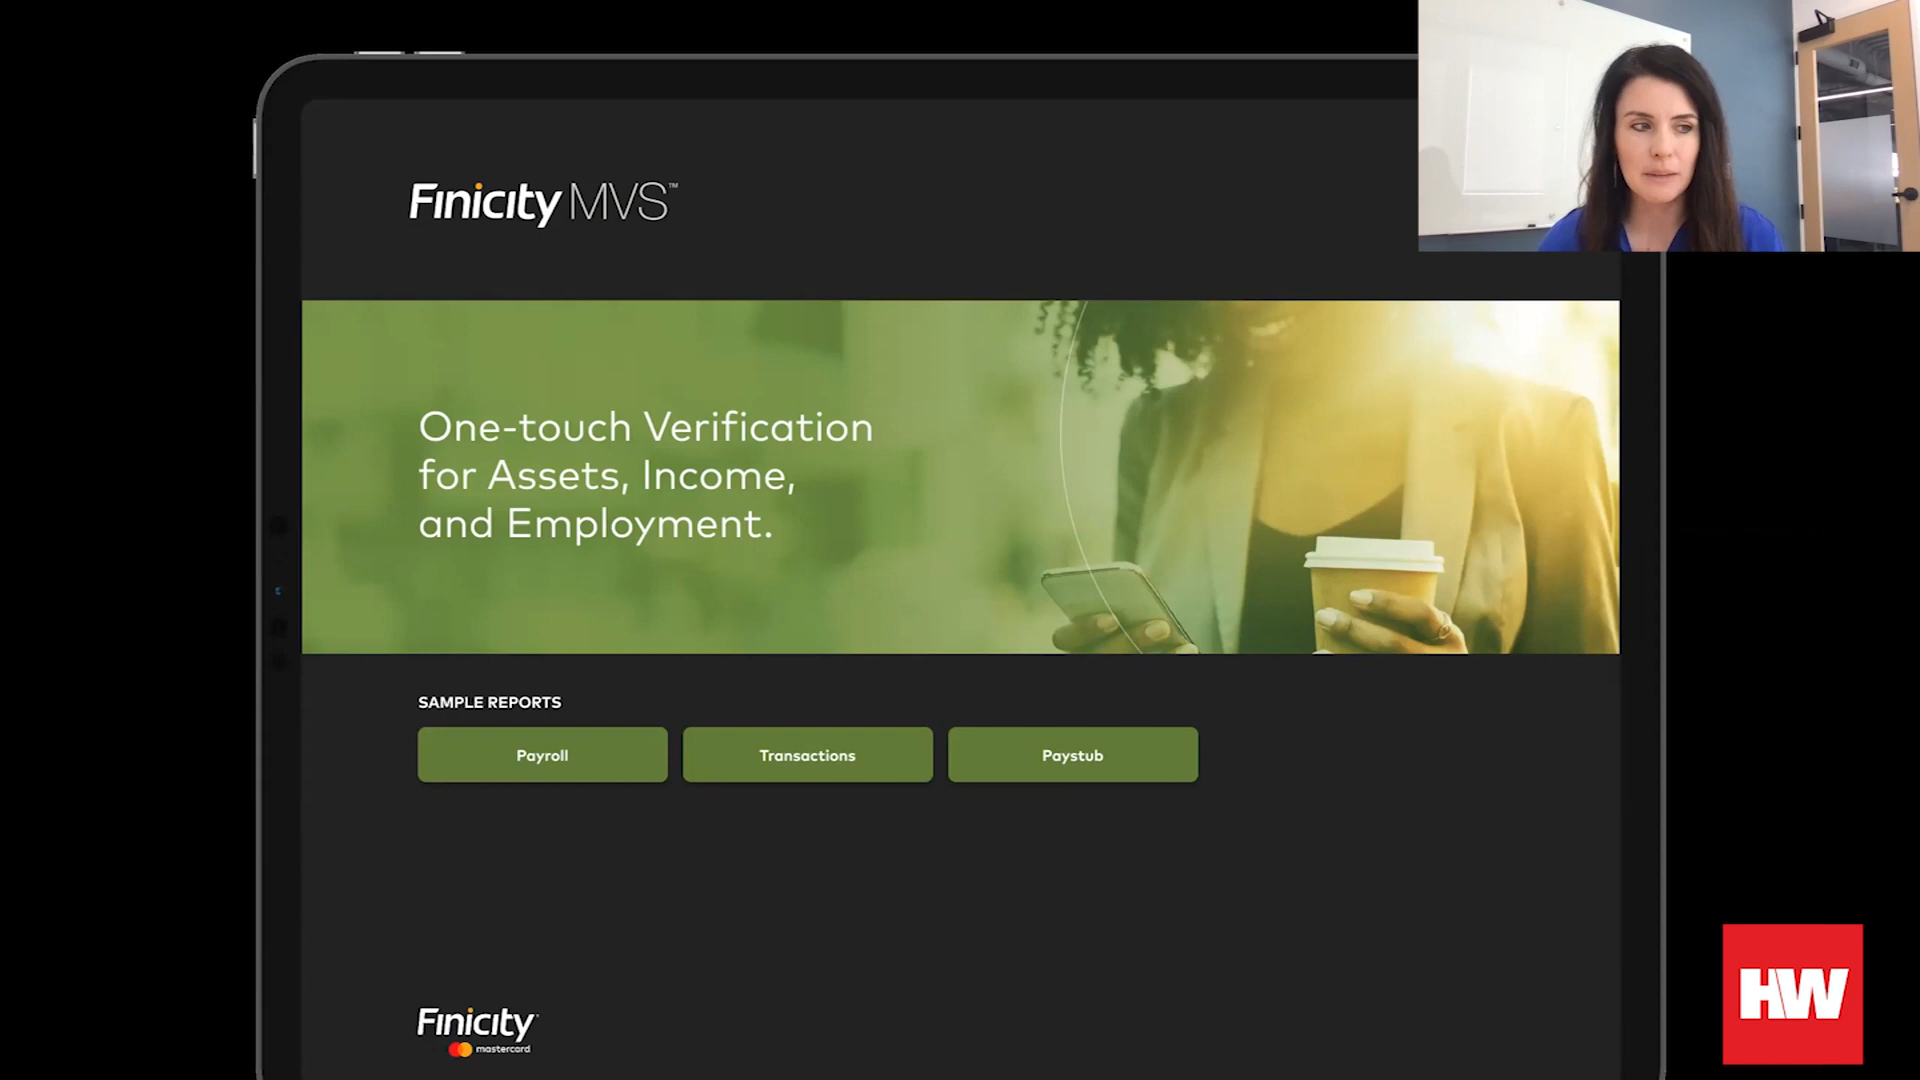 Finicity MVS™
One-touch Verification
for Assets, Income,
and Employment.
SAMPLE REPORTS
Payroll
Transactions
Paystub
Finicity
mastercard
HW